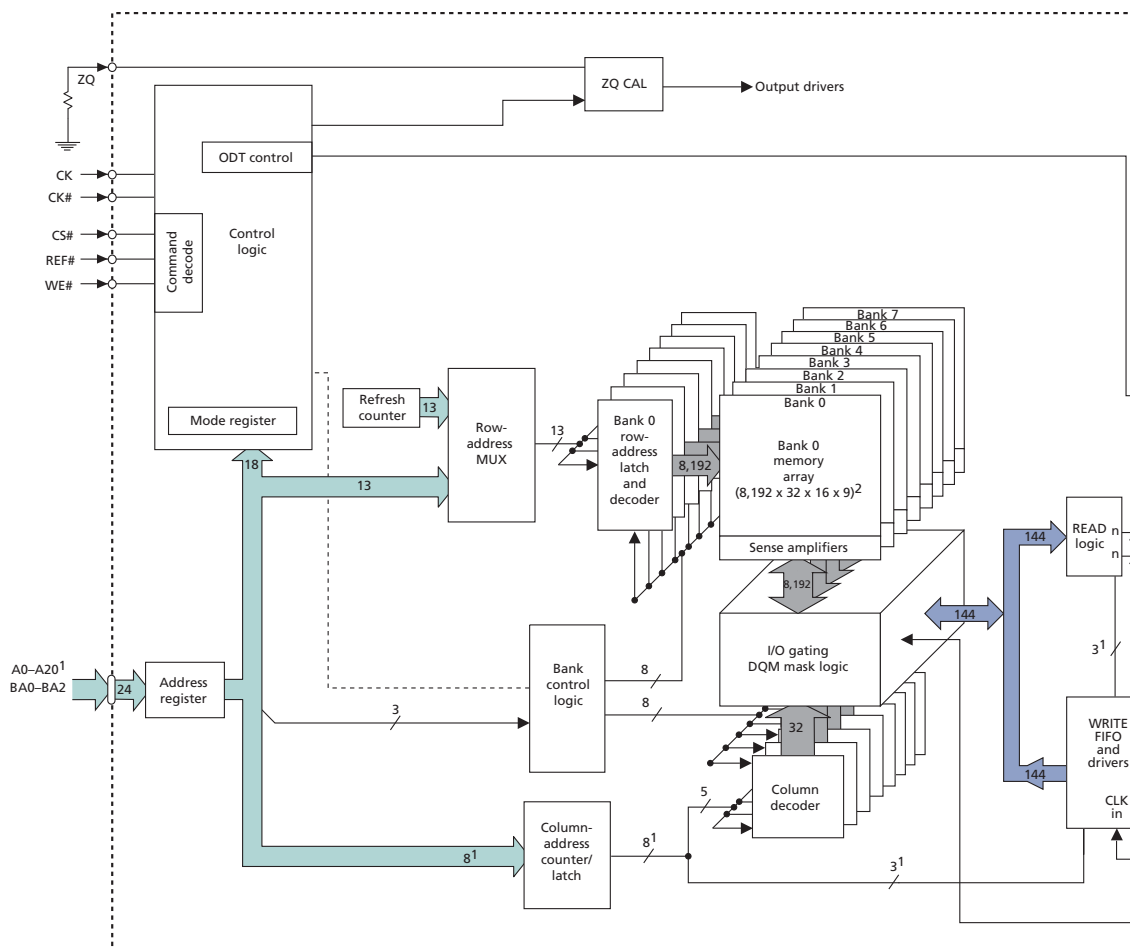 ZQ
ZQ CAL
Output drivers
ODT control
CK
CK#
CS#
REF#
WE#
Command
decode
Control
logic
Mode register
18
Refresh
counter
13
13
Row-
address
MUX
13
Bank 0
row-
address
latch
and
decoder
8,192
Bank 7
Bank 6
Bank 5
Bank 4
Bank 3
Bank 2
Bank 1
Bank 0
Bank 0
memory
array
(8,192 x 32 x 16 x 9)2
Sense amplifiers
8,192
I/O gating
DQM mask logic
144
144
144
READ
logic
n
n
3¹
WRITE
FIFO
and
drivers
CLK
in
A0–A20¹
BA0–BA2
24
Address
register
3
Bank
control
logic
8
8
32
Column
decoder
5
8¹
Column-
address
counter/
latch
8¹
3¹